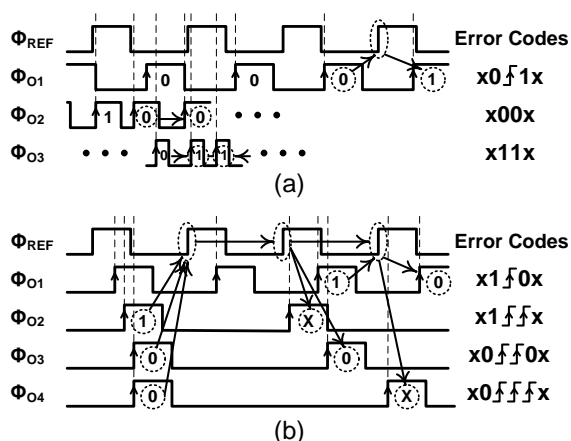 ΦREF Error Codes
ΦO1 0 0 0 1 x0⨍1x
ΦO2 1 0 0 • • • x00x
• • •
ΦO3 0 1 1 • • • x11x
(a)
ΦREF Error Codes
ΦO1 1 0 x1⨍0x
ΦO2 1 X x1⨍⨍x
ΦO3 0 0 x0⨍⨍0x
ΦO4 0 X x0⨍⨍⨍x
(b)